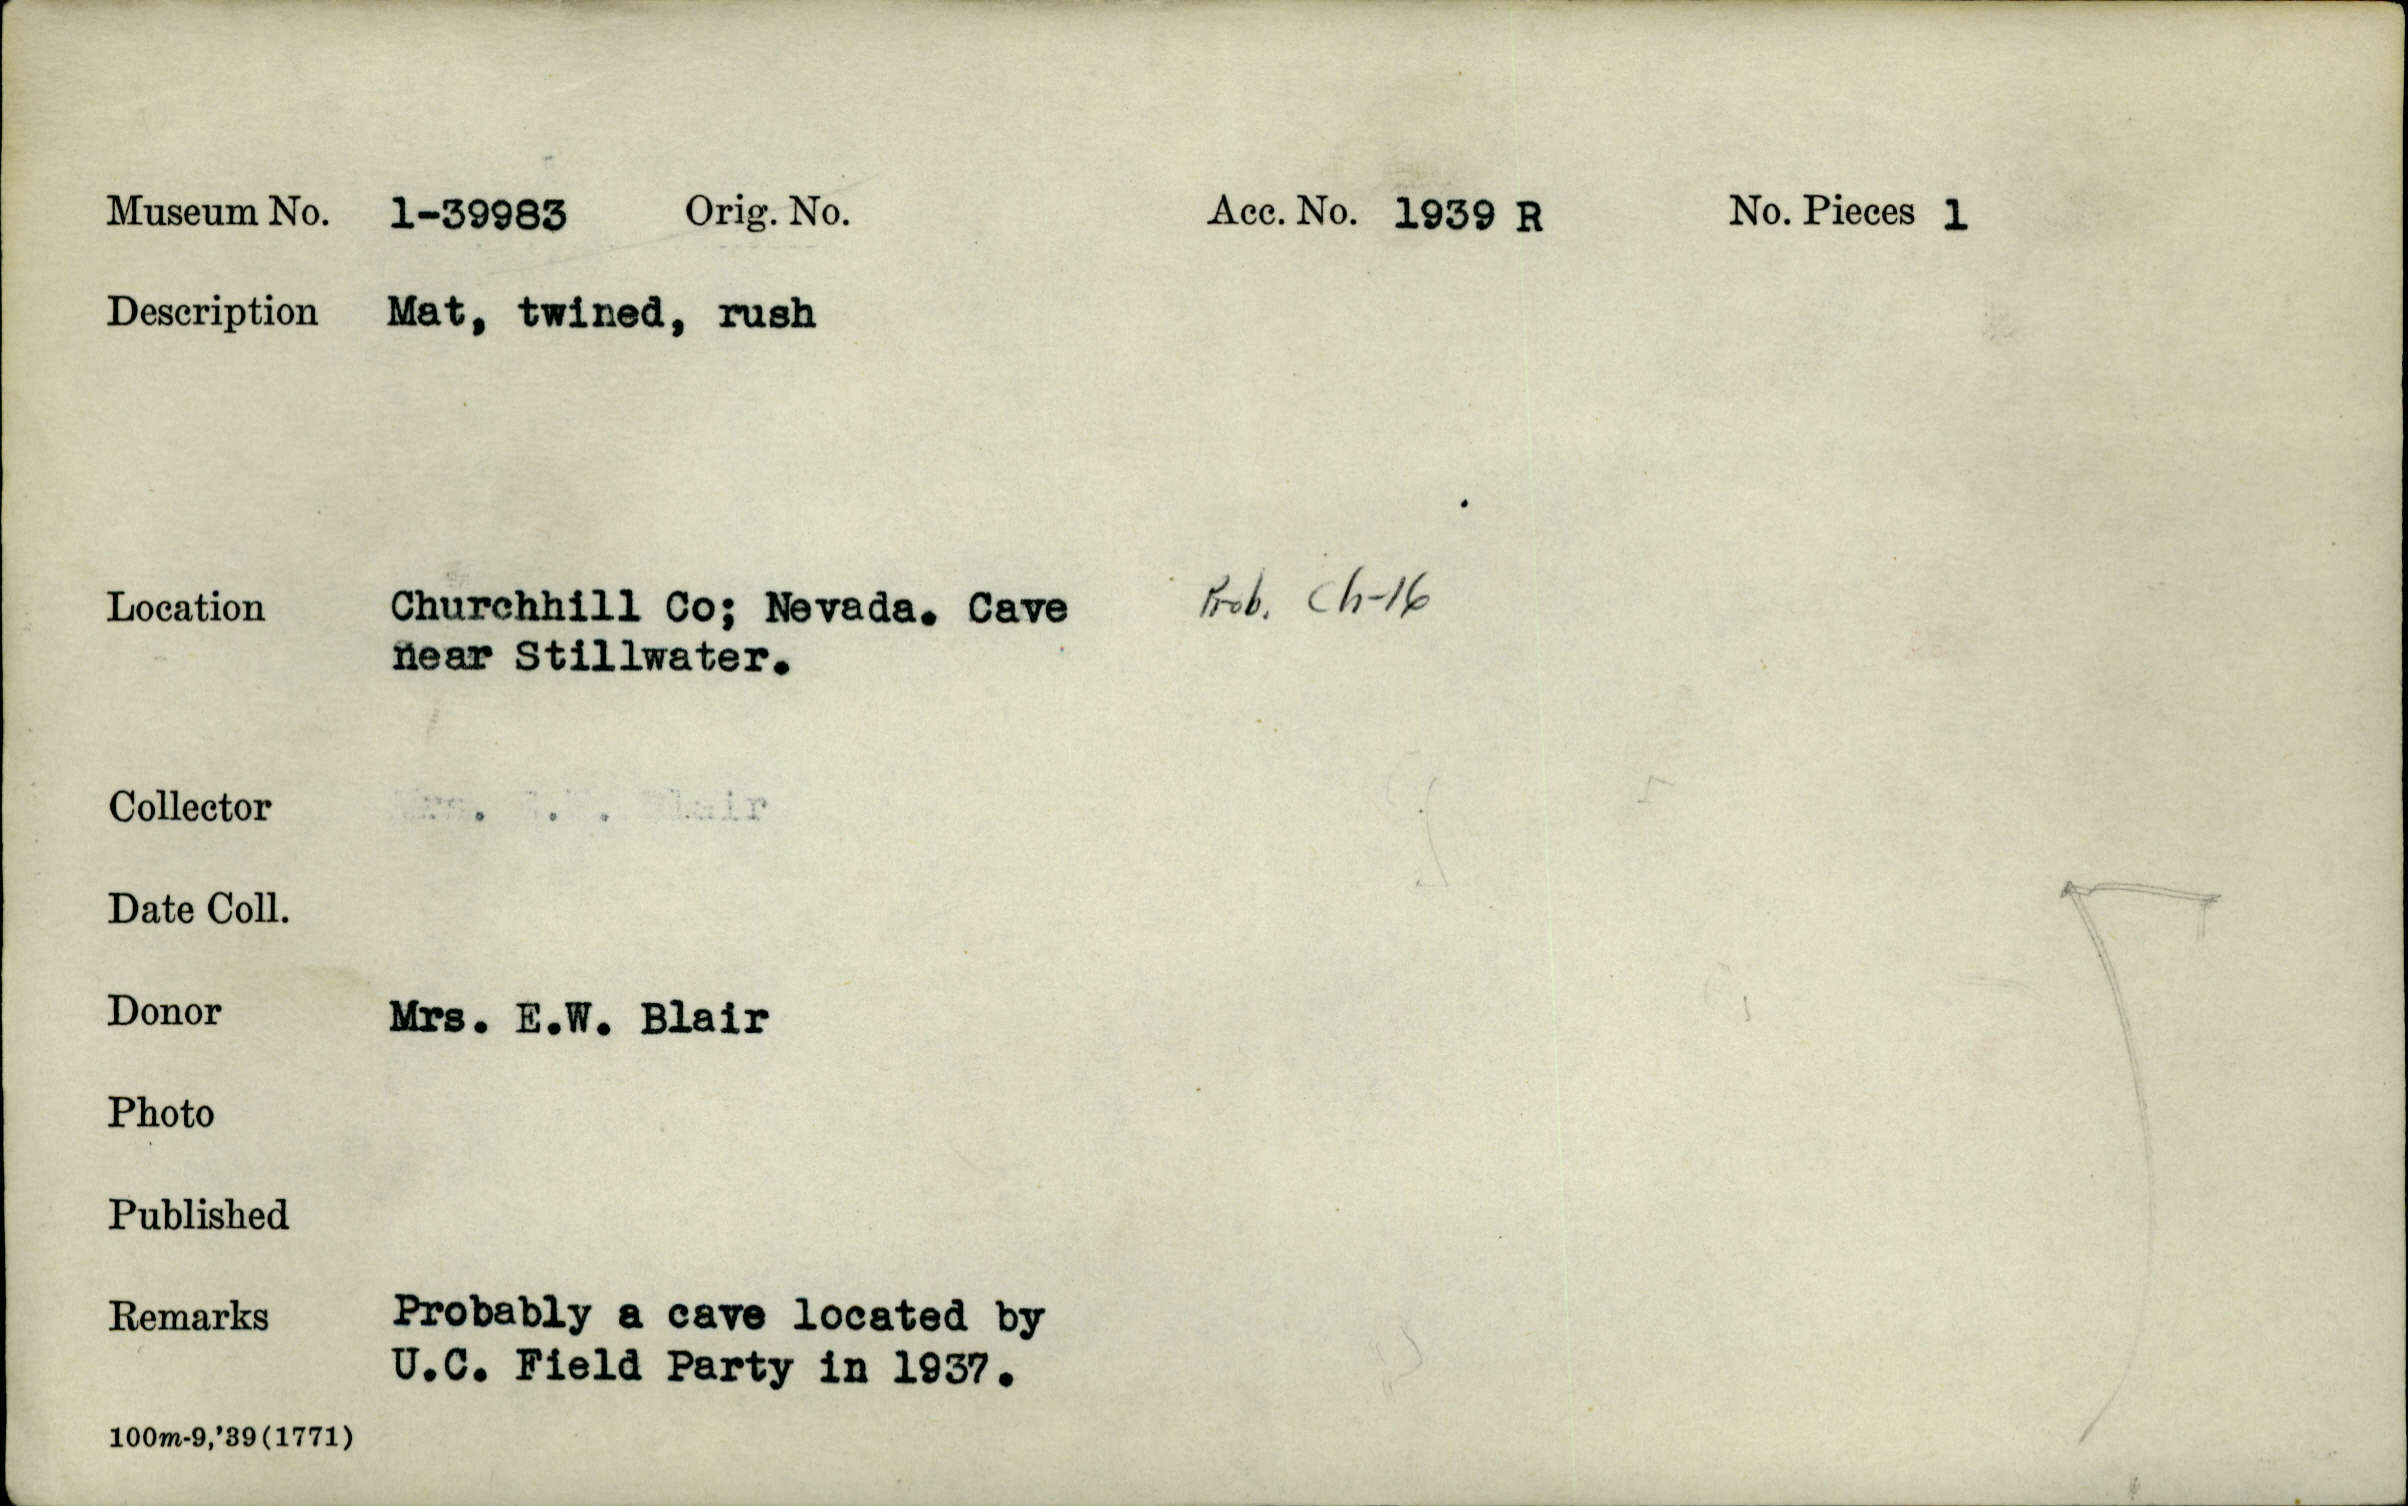 Museum No. 1-39983 Orig. No. Acc. No. 1939 R No. Pieces 1
Description Mat, twined, rush
Location Churchhill Co; Nevada. Cave Prob. Ch-16
near Stillwater.
Collector Blair
Date Coll.
Donor Mrs. E.W. Blair
Photo
Published
Remarks Probably a cave located by
U.C. Field Party in 1937.
100m-9,'39(1771)